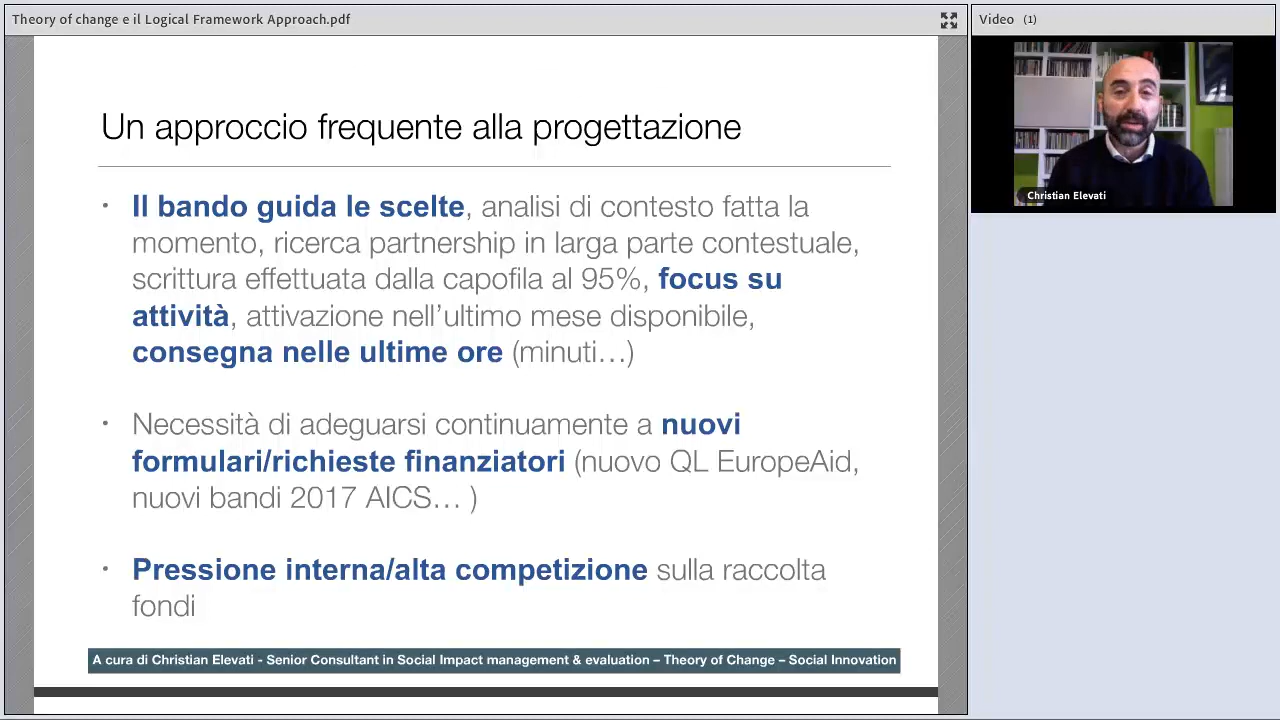 Theory of change e il Logical Framework Approach.pdf
Video (1)
Un approccio frequente alla progettazione
• Il bando guida le scelte, analisi di contesto fatta la
momento, ricerca partnership in larga parte contestuale,
scrittura effettuata dalla capofila al 95%, focus su
attività, attivazione nell’ultimo mese disponibile,
consegna nelle ultime ore (minuti…)
• Necessità di adeguarsi continuamente a nuovi
formulari/richieste finanziatori (nuovo QL EuropeAid,
nuovi bandi 2017 AICS… )
• Pressione interna/alta competizione sulla raccolta
fondi
A cura di Christian Elevati - Senior Consultant in Social Impact management & evaluation – Theory of Change – Social Innovation
Christian Elevati